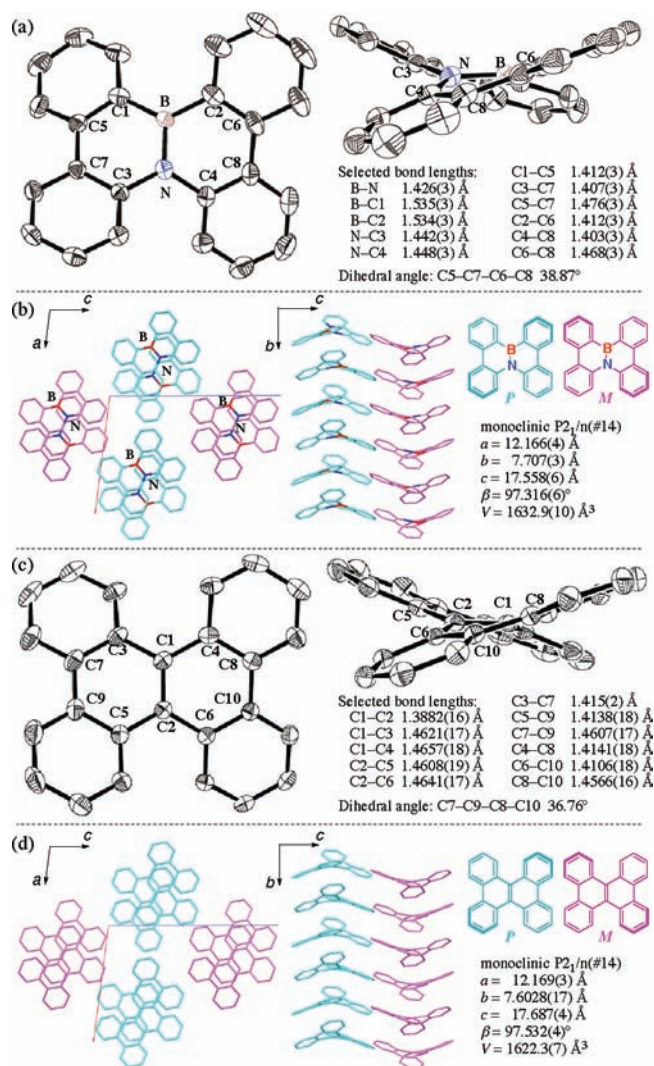 (a)
B
C1
C2
C5
C6
C7
C3
N
C4
C8
C3
N
B
C6
C4
C8
Selected bond lengths:
B–N 1.426(3) Å
B–C1 1.535(3) Å
B–C2 1.534(3) Å
N–C3 1.442(3) Å
N–C4 1.448(3) Å
C1–C5 1.412(3) Å
C3–C7 1.407(3) Å
C5–C7 1.476(3) Å
C2–C6 1.412(3) Å
C4–C8 1.403(3) Å
C6–C8 1.468(3) Å
Dihedral angle: C5–C7–C6–C8 38.87°
(b)
c
a
B
N
B
N
B
N
B
N
c
b
B
N
P
B
N
M
monoclinic P2₁/n(#14)
a = 12.166(4) Å
b = 7.707(3) Å
c = 17.558(6) Å
β = 97.316(6)°
V = 1632.9(10) Å³
(c)
C3
C1
C4
C7
C8
C9
C5
C2
C6
C10
C5
C2
C1
C8
C6
C10
Selected bond lengths:
C1–C2 1.3882(16) Å
C1–C3 1.4621(17) Å
C1–C4 1.4657(18) Å
C2–C5 1.4608(19) Å
C2–C6 1.4641(17) Å
C3–C7 1.415(2) Å
C5–C9 1.4138(18) Å
C7–C9 1.4607(17) Å
C4–C8 1.4141(18) Å
C6–C10 1.4106(18) Å
C8–C10 1.4566(16) Å
Dihedral angle: C7–C9–C8–C10 36.76°
(d)
c
a
c
b
P
M
monoclinic P2₁/n(#14)
a = 12.169(3) Å
b = 7.6028(17) Å
c = 17.687(4) Å
β = 97.532(4)°
V = 1622.3(7) Å³